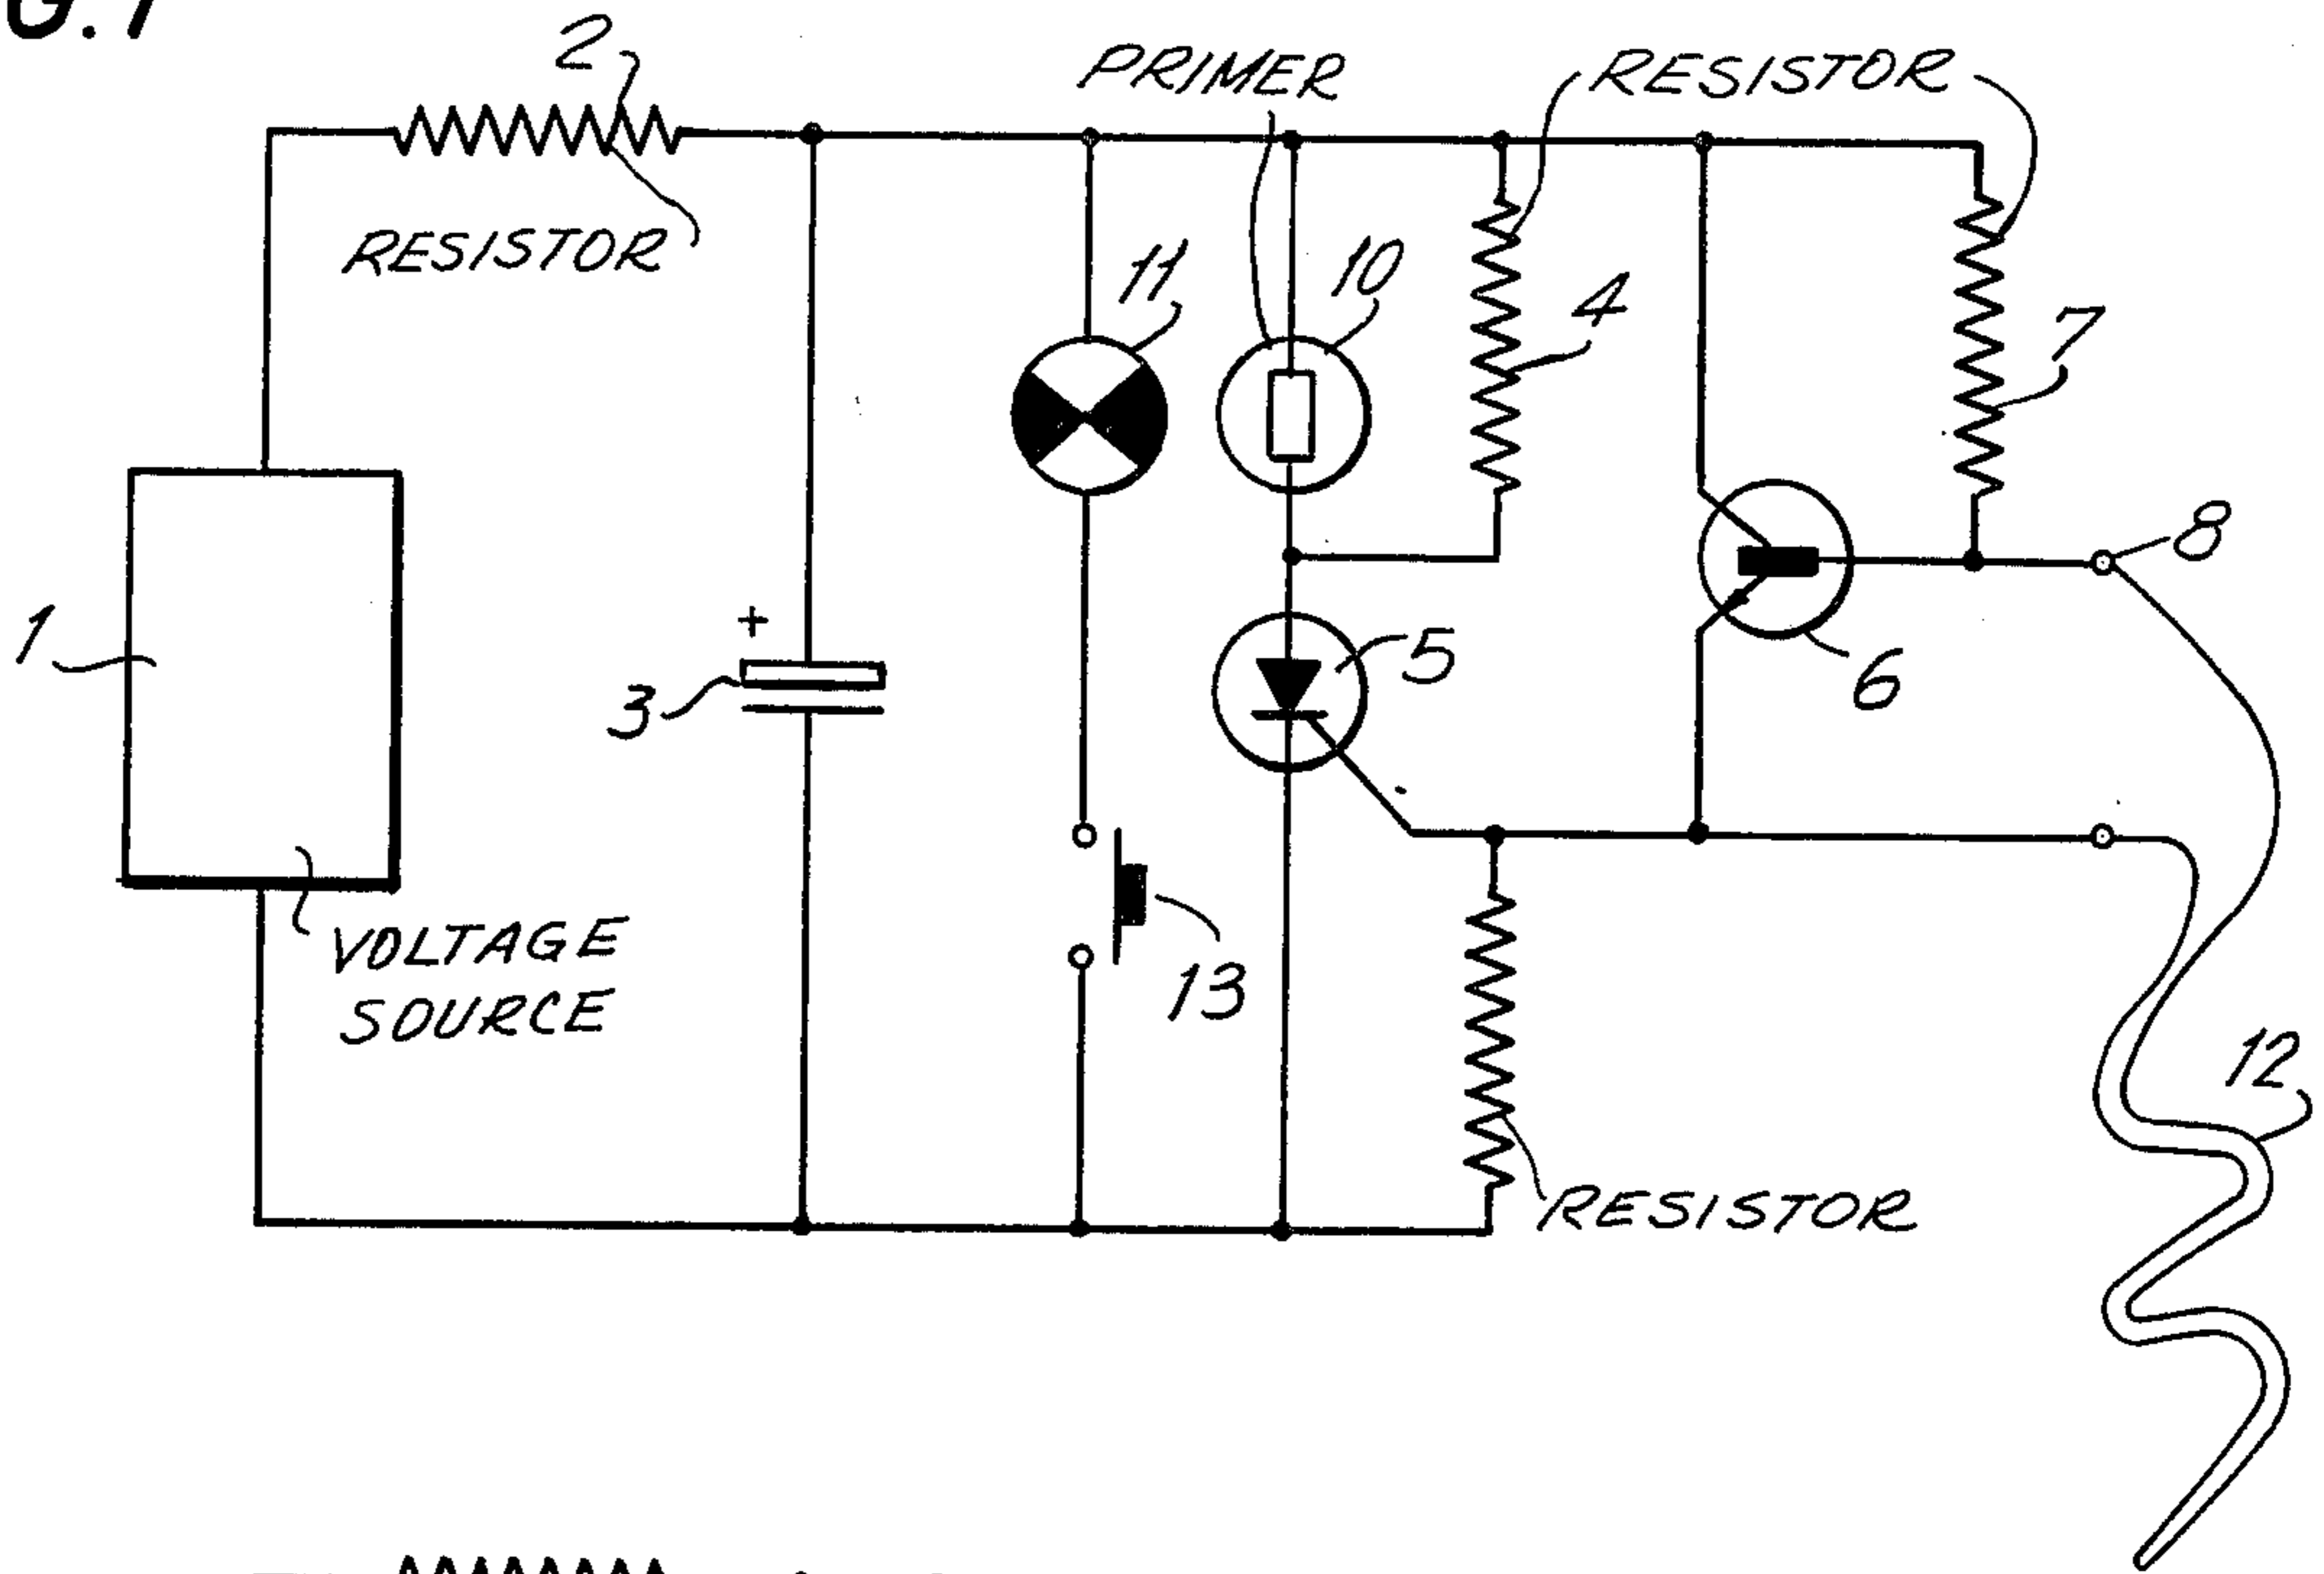 G. 1
2
PRIMER
RESISTOR
RESISTOR
11
10
4
7
8
1
+
3
5
6
VOLTAGE
SOURCE
13
12
RESISTOR